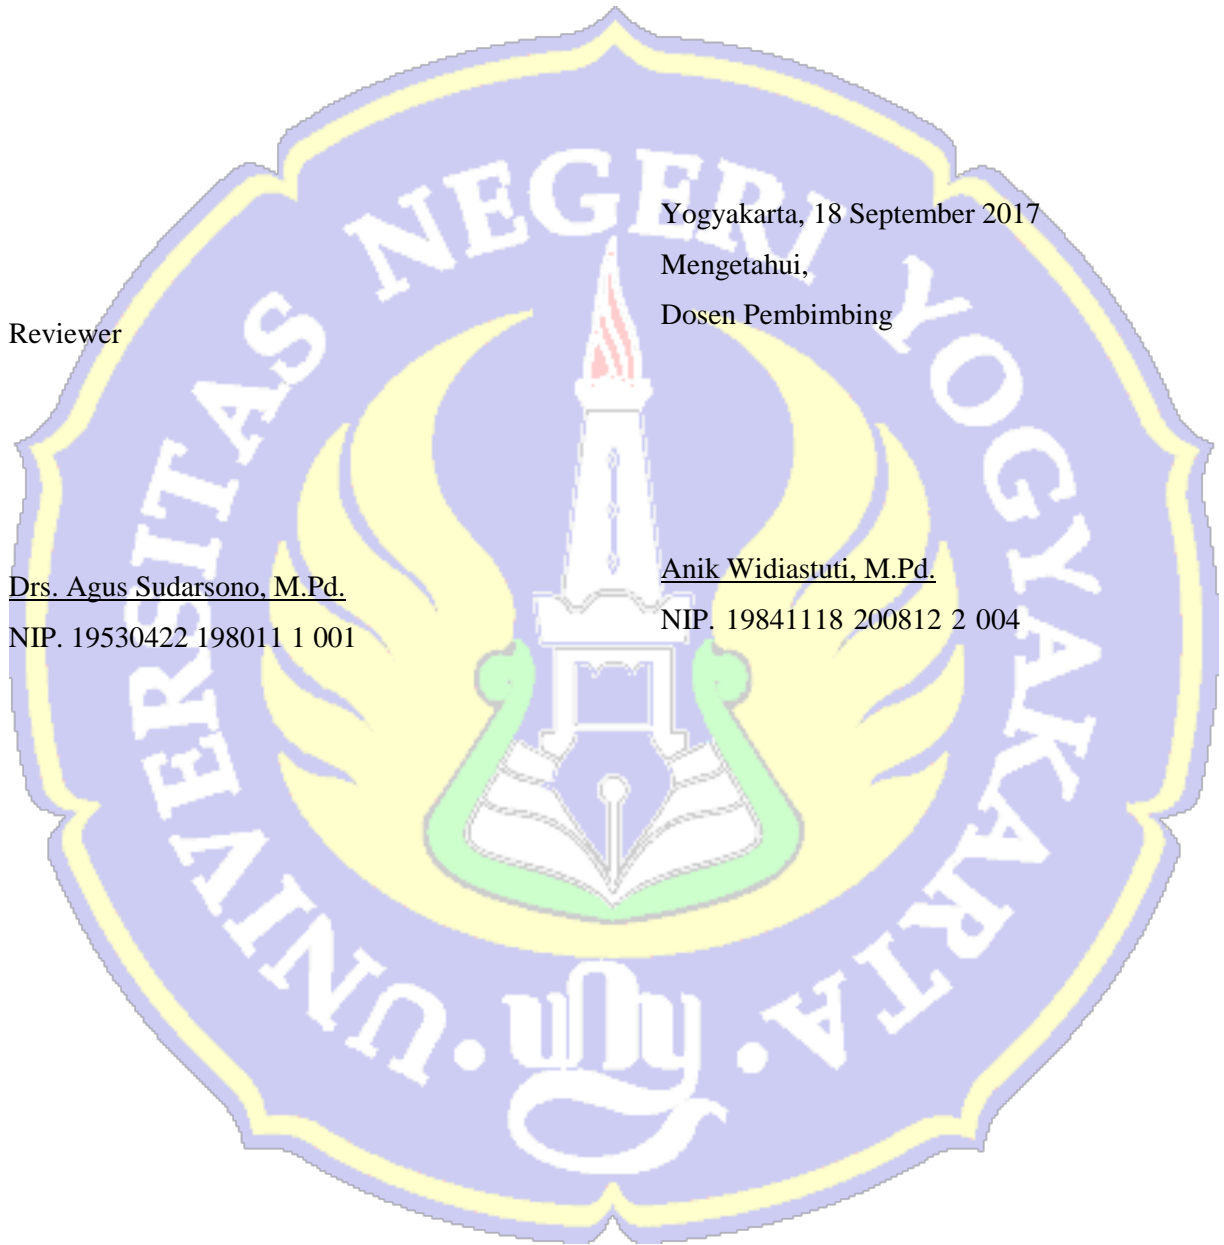 UNIVERSITAS NEGERI YOGYAKARTA
Yogyakarta, 18 September 2017
Mengetahui,
Dosen Pembimbing
Reviewer
Anik Widiastuti, M.Pd.
NIP. 19841118 200812 2 004
Drs. Agus Sudarsono, M.Pd.
NIP. 19530422 198011 1 001
uny